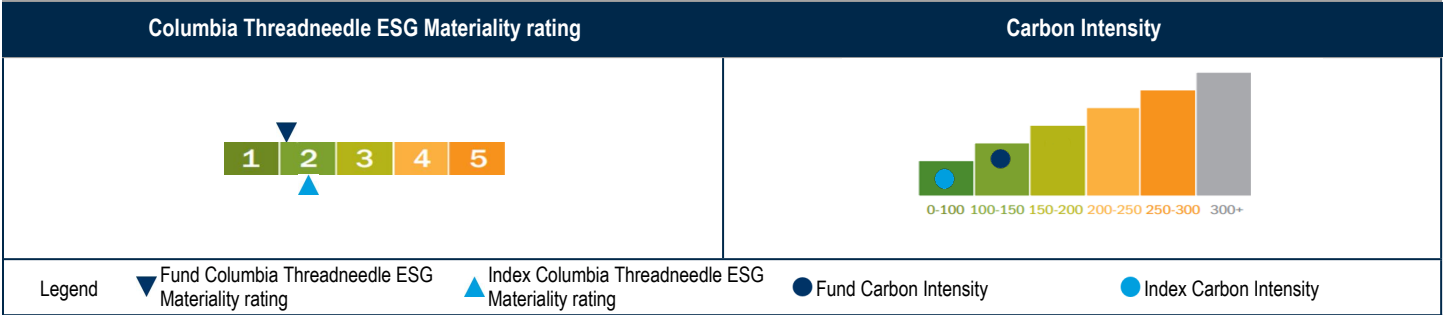 Columbia Threadneedle ESG Materiality rating
Carbon Intensity
1 2 3 4 5
0-100 100-150 150-200 200-250 250-300 300+
Legend
Fund Columbia Threadneedle ESG
Materiality rating
Index Columbia Threadneedle ESG
Materiality rating
Fund Carbon Intensity
Index Carbon Intensity